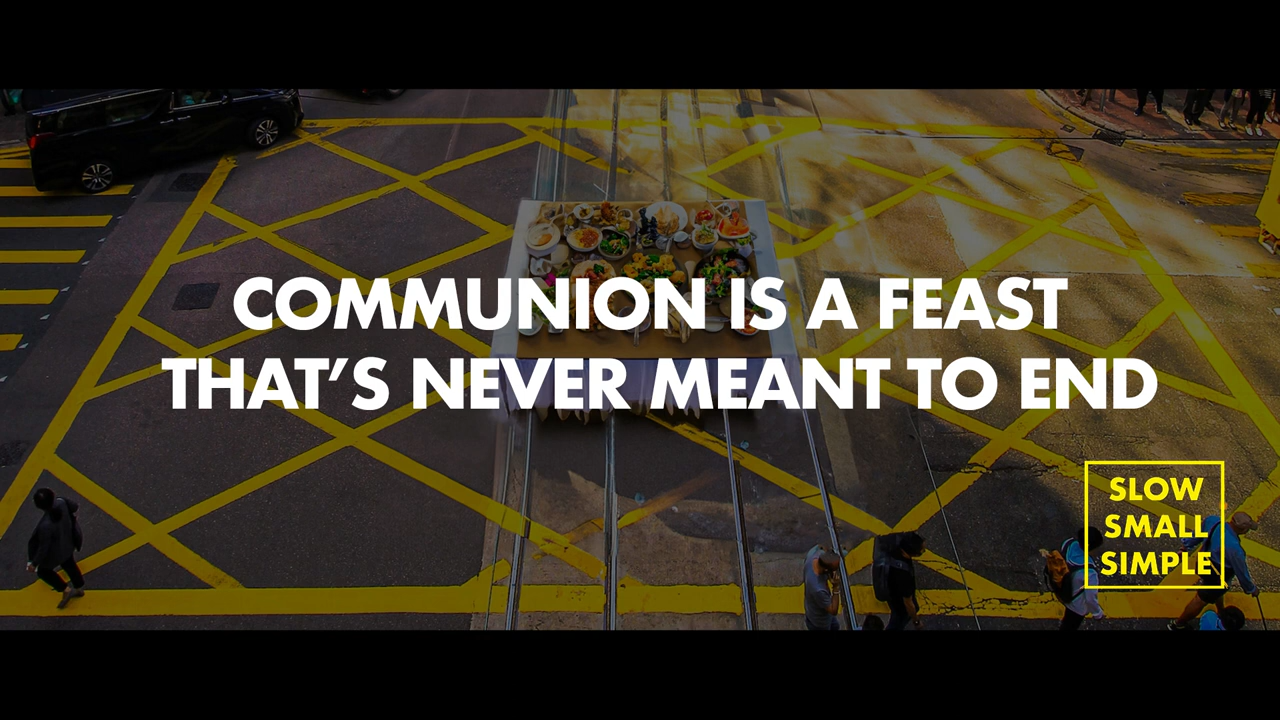 COMMUNION IS A FEAST
THAT’S NEVER MEANT TO END
SLOW
SMALL
SIMPLE